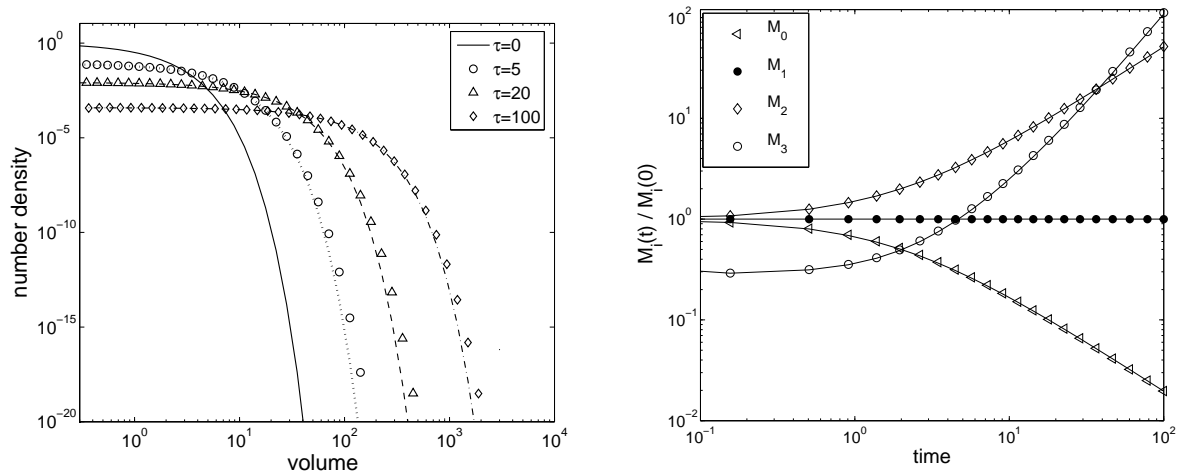 10^0
10^-5
10^-10
10^-15
10^-20
number density
10^0
10^1
10^2
10^3
10^4
volume
τ=0
τ=5
τ=20
τ=100
10^2
10^1
10^0
10^-1
10^-2
M_i(t) / M_i(0)
10^-1
10^0
10^1
10^2
time
M_0
M_1
M_2
M_3